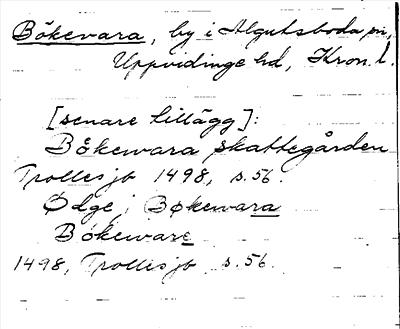 Bökevara, by i Algutsboda sn,
Uppvidinge hd, Kron. l.
[senare tillägg]:
Bökewara skattegården
Trolles jb 1498, s. 56.
Ødge i Bøkewara
Bökeware
1498, Trolles jb s. 56.